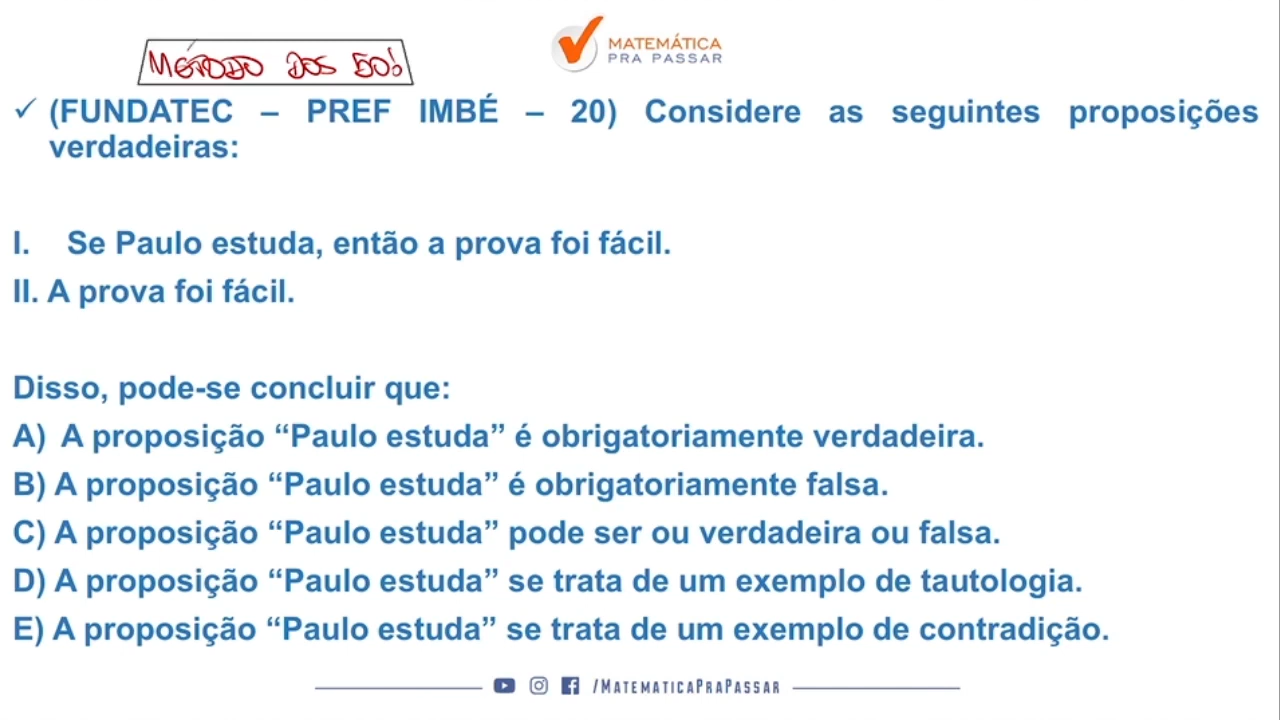 MATEMÁTICA
PRA PASSAR
MÉTODO DOS 50!
✓ (FUNDATEC – PREF IMBÉ – 20) Considere as seguintes proposições
verdadeiras:
I. Se Paulo estuda, então a prova foi fácil.
II. A prova foi fácil.
Disso, pode-se concluir que:
A) A proposição “Paulo estuda” é obrigatoriamente verdadeira.
B) A proposição “Paulo estuda” é obrigatoriamente falsa.
C) A proposição “Paulo estuda” pode ser ou verdadeira ou falsa.
D) A proposição “Paulo estuda” se trata de um exemplo de tautologia.
E) A proposição “Paulo estuda” se trata de um exemplo de contradição.
/MATEMATICAPRAPASSAR